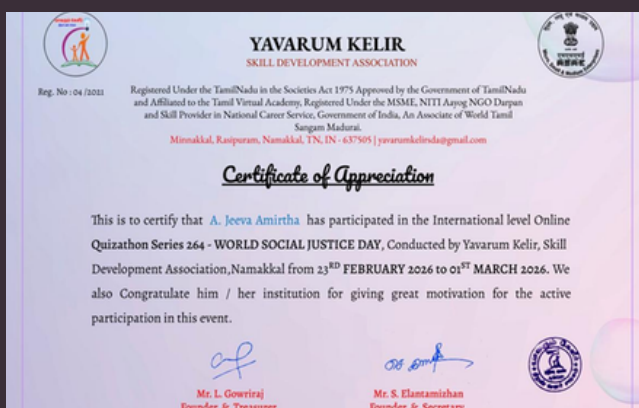 YAVARUM KELIR
SKILL DEVELOPMENT ASSOCIATION
Reg. No : 04 /2021
Registered Under the TamilNadu in the Societies Act 1975 Approved by the Government of TamilNadu
and Affiliated to the Tamil Virtual Academy, Registered Under the MSME, NITI Aayog NGO Darpan
and Skill Provider in National Career Service, Government of India, An Associate of World Tamil
Sangam Madurai.
Minnakkal, Rasipuram, Namakkal, TN, IN - 637505 | yavarumkelirsda@gmail.com
Certificate of Appreciation
This is to certify that A. Jeeva Amirtha has participated in the International level Online
Quizathon Series 264 - WORLD SOCIAL JUSTICE DAY, Conducted by Yavarum Kelir, Skill
Development Association,Namakkal from 23RD FEBRUARY 2026 to 01ST MARCH 2026. We
also Congratulate him / her institution for giving great motivation for the active
participation in this event.
Mr. L. Gowriraj
Founder & Treasurer
Mr. S. Elantamizhan
Founder & Secretary